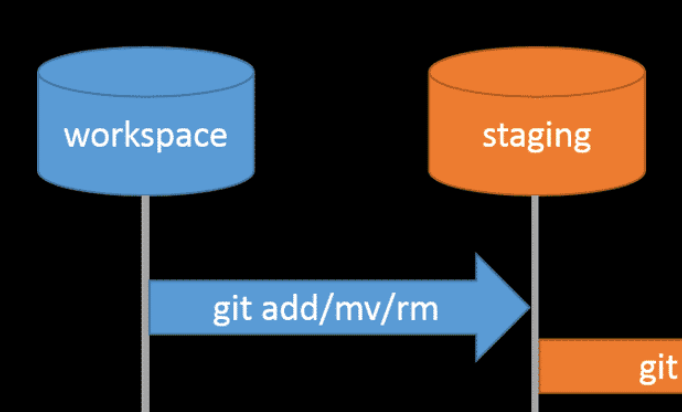 workspace
staging
git add/mv/rm
git